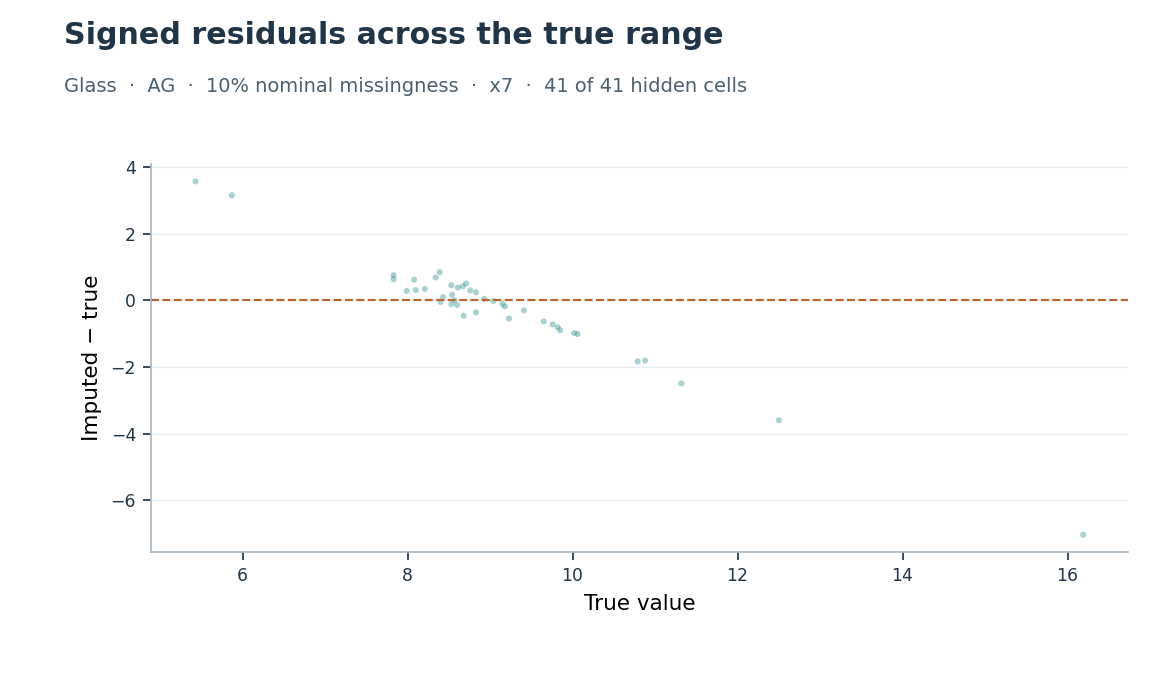 Signed residuals across the true range
Glass · AG · 10% nominal missingness · x7 · 41 of 41 hidden cells
4
2
0
−2
−4
−6
Imputed − true
6 8 10 12 14 16
True value